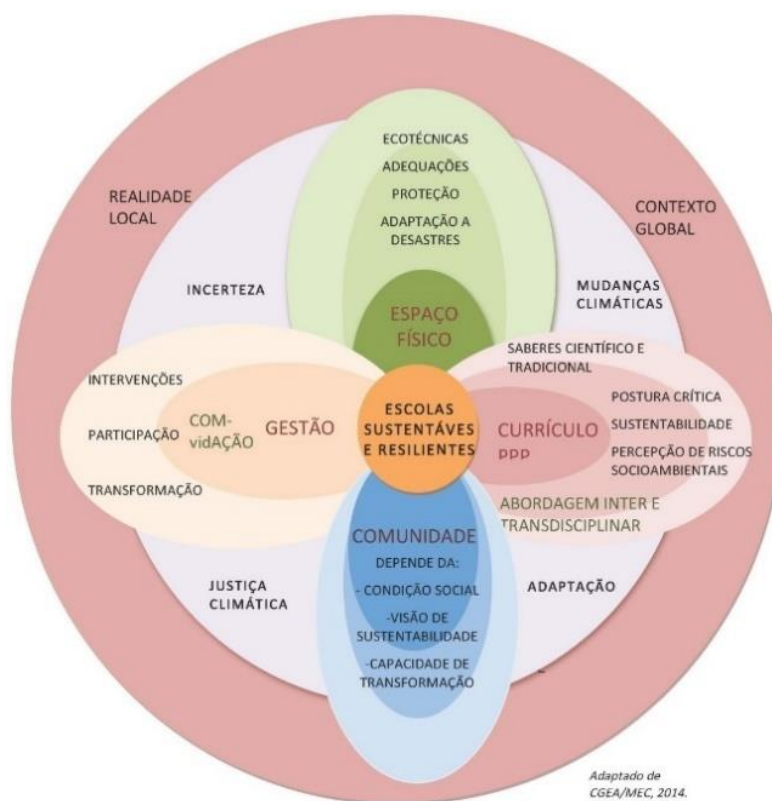 ECOTÉCNICAS
ADEQUAÇÕES
PROTEÇÃO
ADAPTAÇÃO A
DESASTRES
REALIDADE
LOCAL
CONTEXTO
GLOBAL
INCERTEZA
MUDANÇAS
CLIMÁTICAS
ESPAÇO
FÍSICO
SABERES CIENTÍFICO E
TRADICIONAL
INTERVENÇÕES
PARTICIPAÇÃO
TRANSFORMAÇÃO
COM-
vidAÇÃO
GESTÃO
ESCOLAS
SUSTENTÁVES
E RESILIENTES
CURRÍCULO
PPP
POSTURA CRÍTICA
SUSTENTABILIDADE
PERCEPÇÃO DE RISCOS
SOCIOAMBIENTAIS
ABORDAGEM INTER E
TRANSDISCIPLINAR
COMUNIDADE
DEPENDE DA:
- CONDIÇÃO SOCIAL
-VISÃO DE
SUSTENTABILIDADE
-CAPACIDADE DE
TRANSFORMAÇÃO
JUSTIÇA
CLIMÁTICA
ADAPTAÇÃO
Adaptado de
CGEA/MEC, 2014.